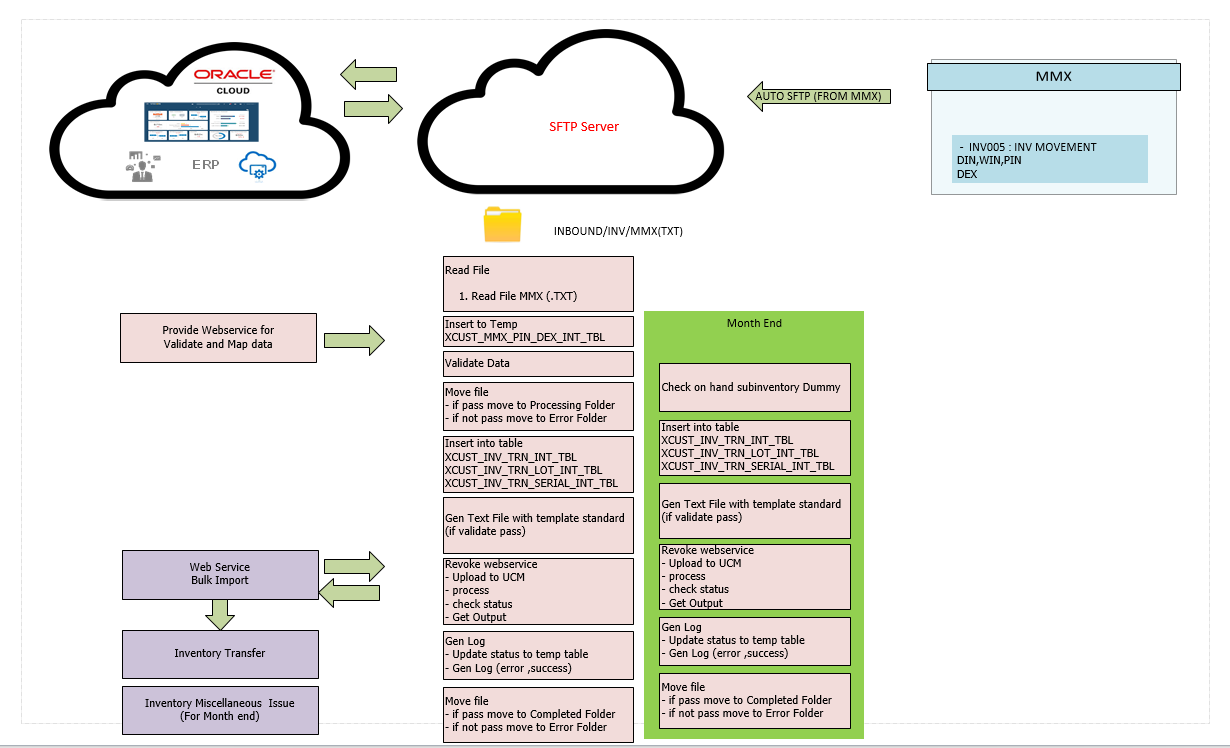 ORACLE
CLOUD
ERP
SFTP Server
AUTO SFTP (FROM MMX)
MMX
- INV005 : INV MOVEMENT
DIN,WIN,PIN
DEX
INBOUND/INV/MMX(TXT)
Read File
1. Read File MMX (.TXT)
Provide Webservice for
Validate and Map data
Insert to Temp
XCUST_MMX_PIN_DEX_INT_TBL
Validate Data
Move file
- if pass move to Processing Folder
- if not pass move to Error Folder
Insert into table
XCUST_INV_TRN_INT_TBL
XCUST_INV_TRN_LOT_INT_TBL
XCUST_INV_TRN_SERIAL_INT_TBL
Gen Text File with template standard
(if validate pass)
Web Service
Bulk Import
Revoke webservice
- Upload to UCM
- process
- check status
- Get Output
Inventory Transfer
Gen Log
- Update status to temp table
- Gen Log (error ,success)
Inventory Miscellaneous  Issue
(For Month end)
Move file
- if pass move to Completed Folder
- if not pass move to Error Folder
Month End
Check on hand subinventory Dummy
Insert into table
XCUST_INV_TRN_INT_TBL
XCUST_INV_TRN_LOT_INT_TBL
XCUST_INV_TRN_SERIAL_INT_TBL
Gen Text File with template standard
(if validate pass)
Revoke webservice
- Upload to UCM
- process
- check status
- Get Output
Gen Log
- Update status to temp table
- Gen Log (error ,success)
Move file
- if pass move to Completed Folder
- if not pass move to Error Folder